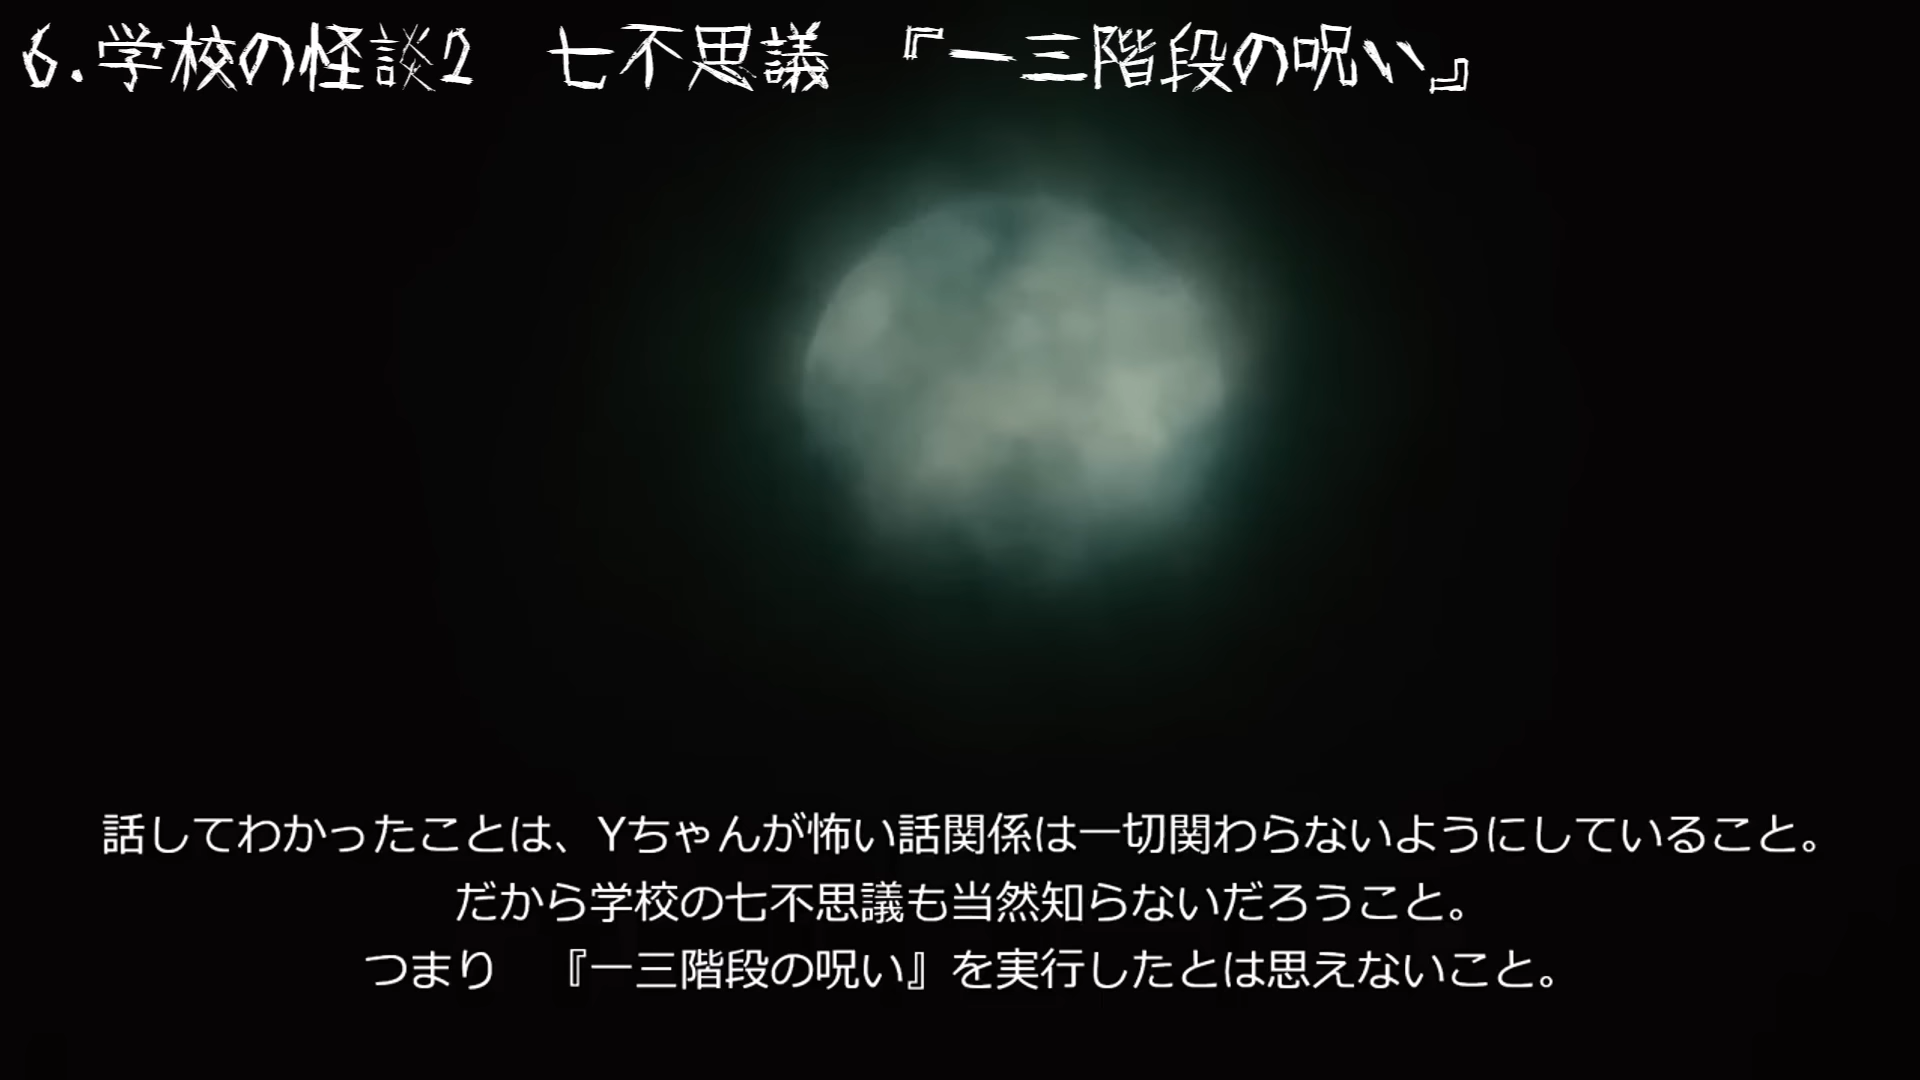 6.学校の怪談2　七不思議　『一三階段の呪い』
話してわかったことは、Yちゃんが怖い話関係は一切関わらないようにしていること。
だから学校の七不思議も当然知らないだろうこと。
つまり　『一三階段の呪い』を実行したとは思えないこと。